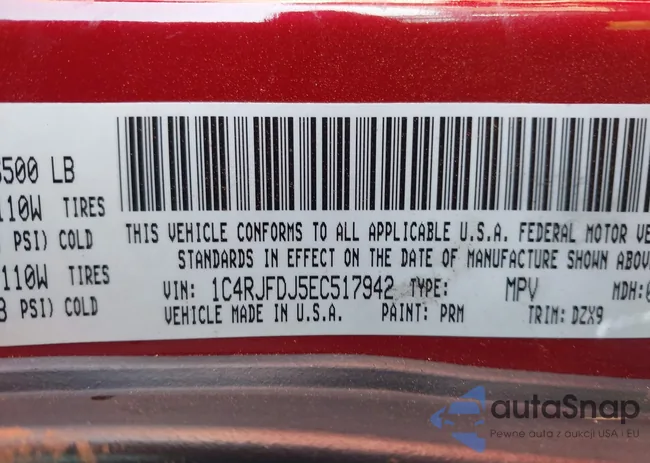 500 LB
110W TIRES
PSI) COLD
110W TIRES
PSI) COLD
THIS VEHICLE CONFORMS TO ALL APPLICABLE U.S.A. FEDERAL MOTOR
STANDARDS IN EFFECT ON THE DATE OF MANUFACTURE SHOWN ABOV
VIN: 1C4RJFDJ5EC517942 TYPE: MPV MDH:
VEHICLE MADE IN U.S.A. PAINT: PRM TRIM: DZX9
autaSnap
Pewne auta z aukcji USA i EU